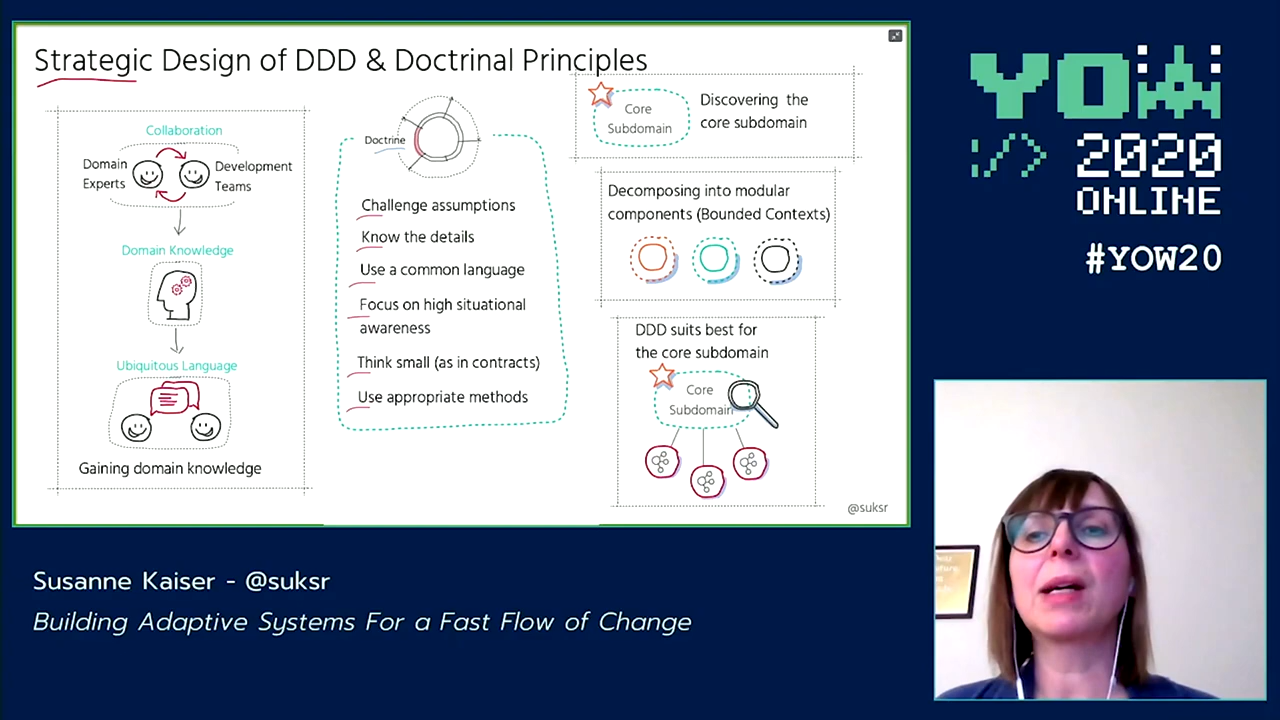 Strategic Design of DDD & Doctrinal Principles
Collaboration
Domain
Experts
Development
Teams
Domain Knowledge
Ubiquitous Language
Gaining domain knowledge
Doctrine
Challenge assumptions
Know the details
Use a common language
Focus on high situational
awareness
Think small (as in contracts)
Use appropriate methods
Core
Subdomain
Discovering the
core subdomain
Decomposing into modular
components (Bounded Contexts)
DDD suits best for
the core subdomain
Core
Subdomain
@suksr
YOW
:/> 2020
ONLINE
#YOW20
Susanne Kaiser - @suksr
Building Adaptive Systems For a Fast Flow of Change